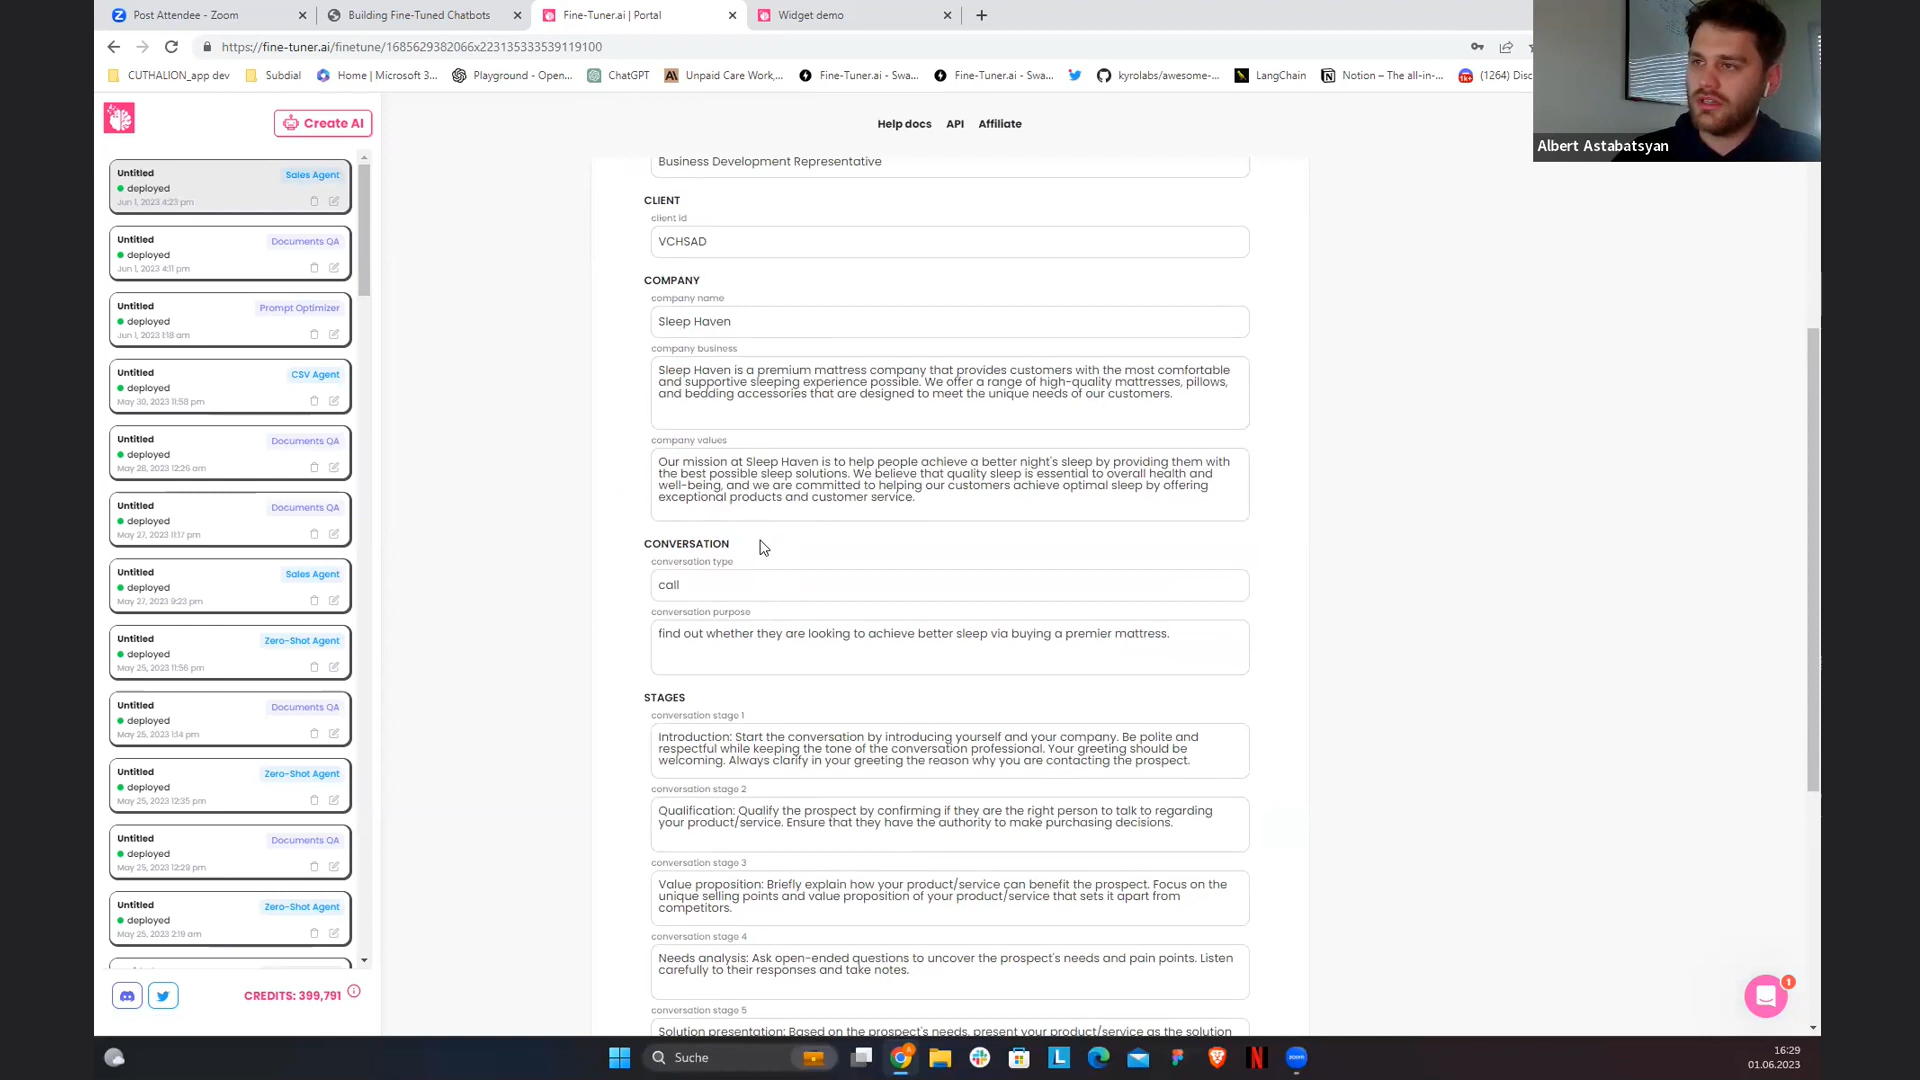 Post Attendee - Zoom
Building Fine-Tuned Chatbots
Fine-Tuner.ai | Portal
Widget demo
https://fine-tuner.ai/finetune/1685629382066x223135333539119100
CUTHALION_app dev
Subdial
Home | Microsoft 3...
Playground - Open...
ChatGPT
Unpaid Care Work,...
Fine-Tuner.ai - Swa...
Fine-Tuner.ai - Swa...
kyrolabs/awesome-...
LangChain
Notion – The all-in-...
(1264) Disc
Albert Astabatsyan
Create AI
Help docs
API
Affiliate
Untitled
Sales Agent
deployed
Jun 1, 2023 4:23 pm
Untitled
Documents QA
deployed
Jun 1, 2023 4:11 pm
Untitled
Prompt Optimizer
deployed
Jun 1, 2023 1:18 am
Untitled
CSV Agent
deployed
May 30, 2023 11:58 pm
Untitled
Documents QA
deployed
May 28, 2023 12:26 am
Untitled
Documents QA
deployed
May 27, 2023 11:17 pm
Untitled
Sales Agent
deployed
May 27, 2023 9:23 pm
Untitled
Zero-Shot Agent
deployed
May 25, 2023 11:56 pm
Untitled
Documents QA
deployed
May 25, 2023 1:14 pm
Untitled
Zero-Shot Agent
deployed
May 25, 2023 12:35 pm
Untitled
Documents QA
deployed
May 25, 2023 12:29 pm
Untitled
Zero-Shot Agent
deployed
May 25, 2023 2:19 am
CREDITS: 399,791
Business Development Representative
CLIENT
client id
VCHSAD
COMPANY
company name
Sleep Haven
company business
Sleep Haven is a premium mattress company that provides customers with the most comfortable
and supportive sleeping experience possible. We offer a range of high-quality mattresses, pillows,
and bedding accessories that are designed to meet the unique needs of our customers.
company values
Our mission at Sleep Haven is to help people achieve a better night's sleep by providing them with
the best possible sleep solutions. We believe that quality sleep is essential to overall health and
well-being, and we are committed to helping our customers achieve optimal sleep by offering
exceptional products and customer service.
CONVERSATION
conversation type
call
conversation purpose
find out whether they are looking to achieve better sleep via buying a premier mattress.
STAGES
conversation stage 1
Introduction: Start the conversation by introducing yourself and your company. Be polite and
respectful while keeping the tone of the conversation professional. Your greeting should be
welcoming. Always clarify in your greeting the reason why you are contacting the prospect.
conversation stage 2
Qualification: Qualify the prospect by confirming if they are the right person to talk to regarding
your product/service. Ensure that they have the authority to make purchasing decisions.
conversation stage 3
Value proposition: Briefly explain how your product/service can benefit the prospect. Focus on the
unique selling points and value proposition of your product/service that sets it apart from
competitors.
conversation stage 4
Needs analysis: Ask open-ended questions to uncover the prospect's needs and pain points. Listen
carefully to their responses and take notes.
conversation stage 5
Solution presentation: Based on the prospect's needs, present your product/service as the solution
1
Suche
16:29
01.06.2023